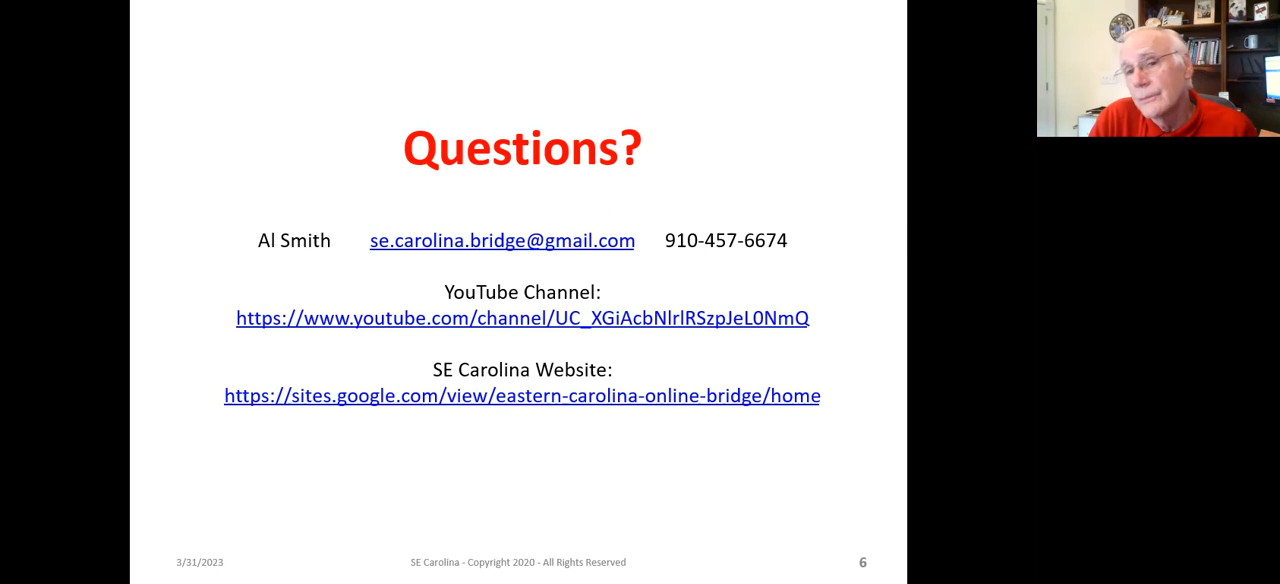 Questions?
Al Smith se.carolina.bridge@gmail.com 910-457-6674
YouTube Channel:
https://www.youtube.com/channel/UC_XGiAcbNlrlRSzpJeL0NmQ
SE Carolina Website:
https://sites.google.com/view/eastern-carolina-online-bridge/home
3/31/2023 SE Carolina - Copyright 2020 - All Rights Reserved 6